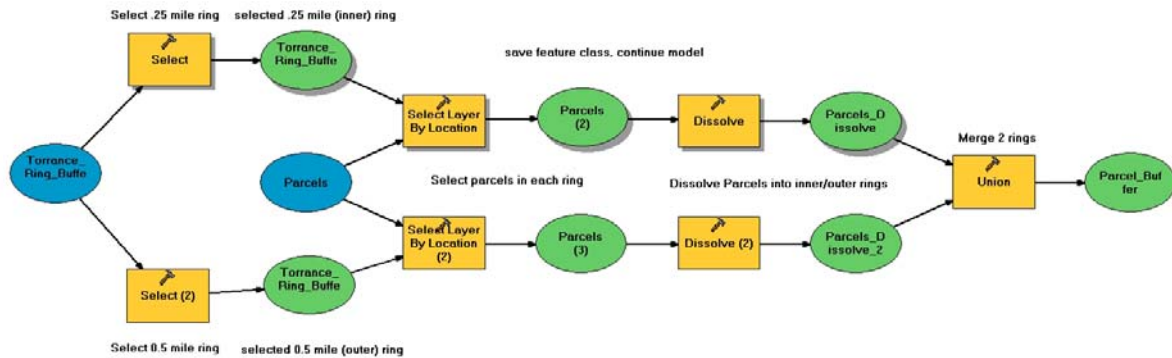 Select .25 mile ring
selected .25 mile (inner) ring
Select
Torrance_
Ring_Buffe
save feature class, continue model
Select Layer
By Location
Parcels
(2)
Dissolve
Parcels_D
issolve
Merge 2 rings
Torrance_
Ring_Buffe
Parcels
Select parcels in each ring
Dissolve Parcels into inner/outer rings
Union
Parcel_Buf
fer
Select Layer
By Location
(2)
Parcels
(3)
Dissolve (2)
Parcels_D
issolve_2
Select (2)
Torrance_
Ring_Buffe
Select 0.5 mile ring
selected 0.5 mile (outer) ring